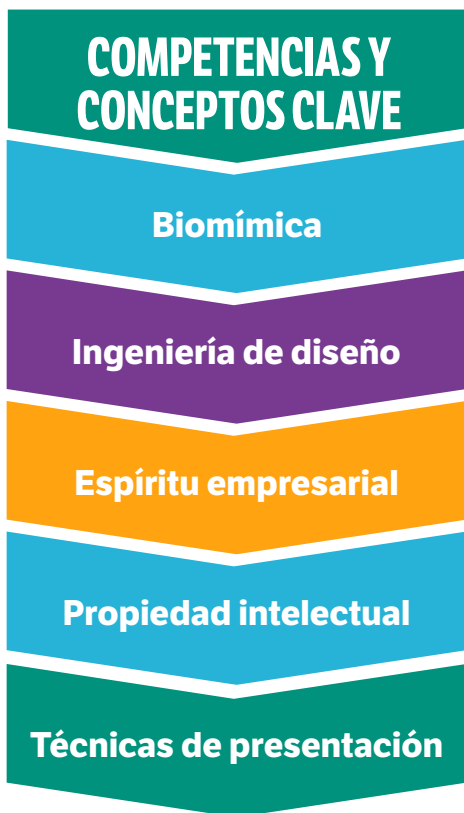 COMPETENCIAS Y
CONCEPTOS CLAVE
Biomímica
Ingeniería de diseño
Espíritu empresarial
Propiedad intelectual
Técnicas de presentación